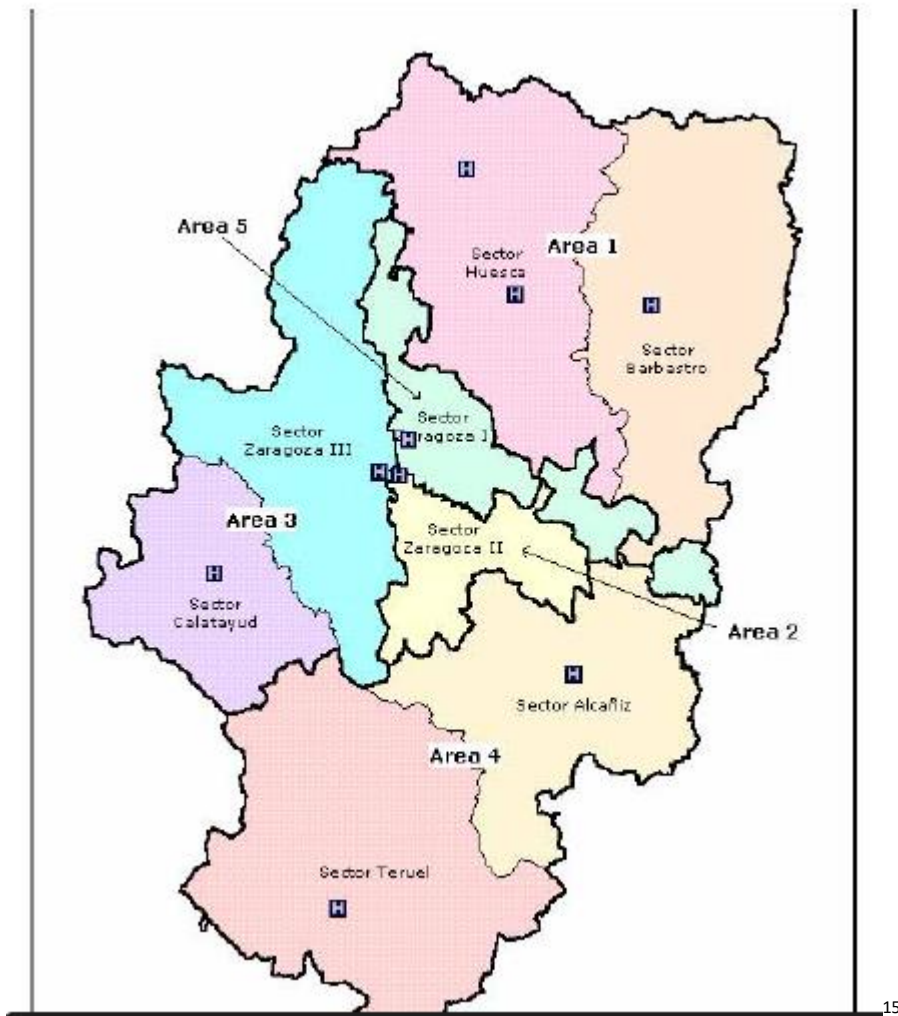 Area 5
Area 1
H
Sector
Huesca
H
H
Sector
Barbastro
Sector
Zaragoza I
H
Sector
Zaragoza III
H
H
Area 3
Sector
Zaragoza II
H
Sector
Calatayud
Area 2
H
Sector Alcañiz
Area 4
Sector Teruel
H
15